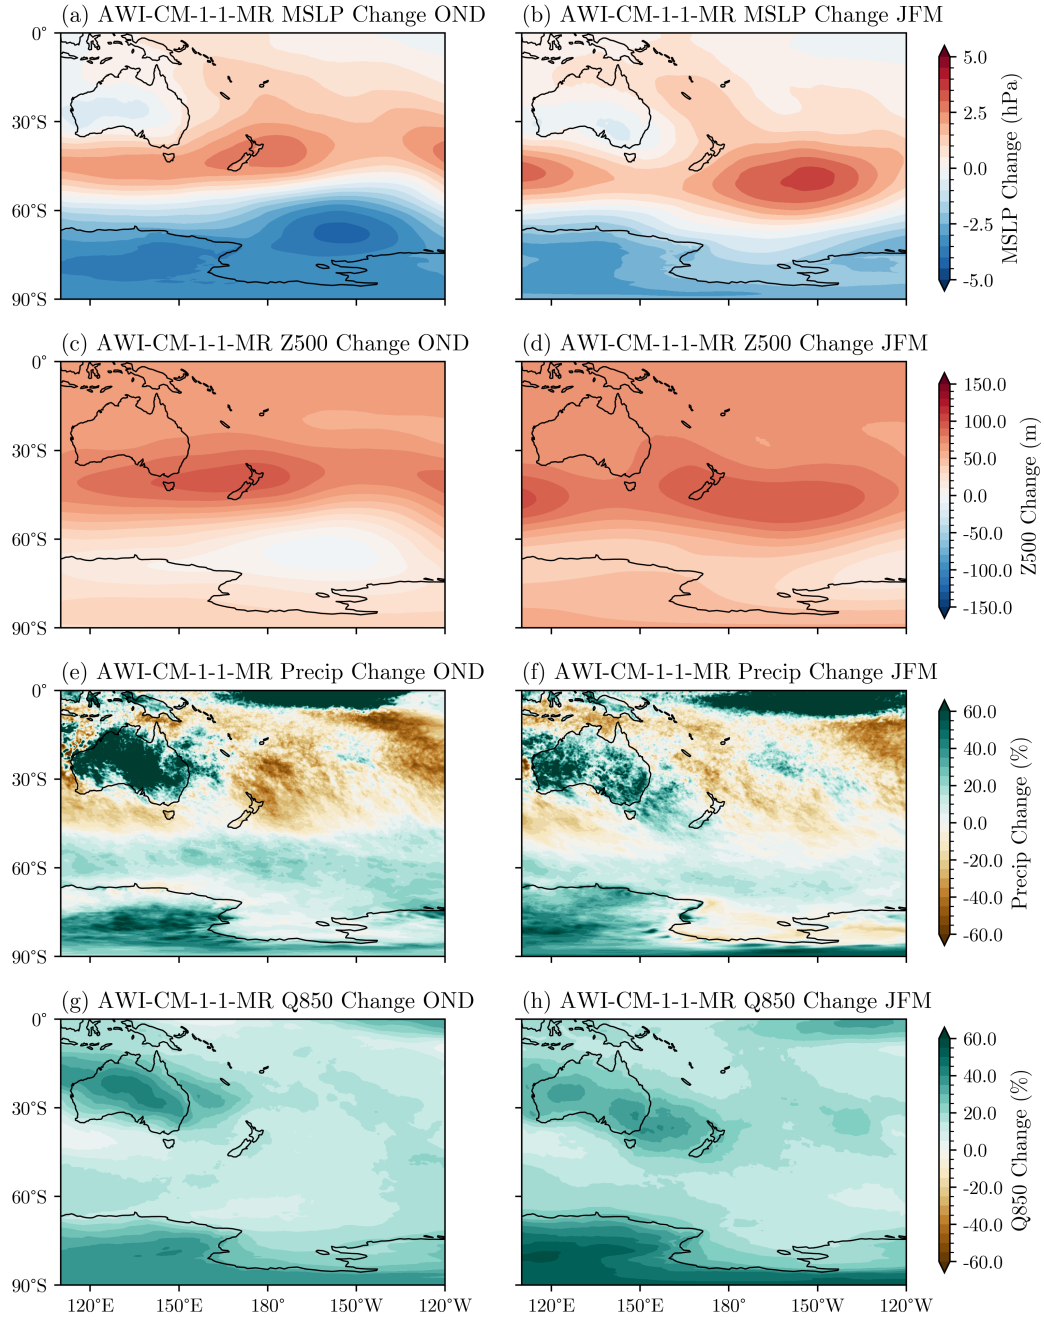 (a) AWI-CM-1-1-MR MSLP Change OND
(b) AWI-CM-1-1-MR MSLP Change JFM
0°
30°S
60°S
90°S
5.0
2.5
0.0
-2.5
-5.0
MSLP Change (hPa)
(c) AWI-CM-1-1-MR Z500 Change OND
(d) AWI-CM-1-1-MR Z500 Change JFM
0°
30°S
60°S
90°S
150.0
100.0
50.0
0.0
-50.0
-100.0
-150.0
Z500 Change (m)
(e) AWI-CM-1-1-MR Precip Change OND
(f) AWI-CM-1-1-MR Precip Change JFM
0°
30°S
60°S
90°S
60.0
40.0
20.0
0.0
-20.0
-40.0
-60.0
Precip Change (%)
(g) AWI-CM-1-1-MR Q850 Change OND
(h) AWI-CM-1-1-MR Q850 Change JFM
0°
30°S
60°S
90°S
60.0
40.0
20.0
0.0
-20.0
-40.0
-60.0
Q850 Change (%)
120°E 150°E 180° 150°W 120°W
120°E 150°E 180° 150°W 120°W